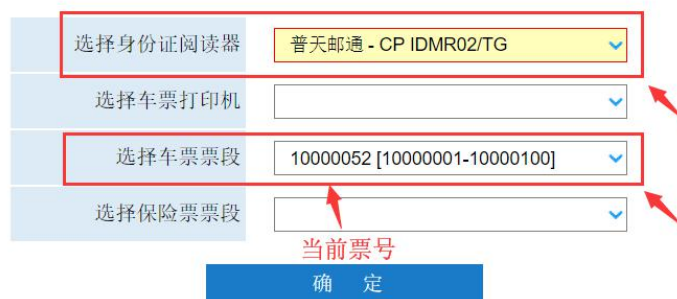 选择身份证阅读器 普天邮通 - CP IDMR02/TG
选择车票打印机
选择车票票段 10000052 [10000001-10000100]
选择保险票票段
当前票号
确 定